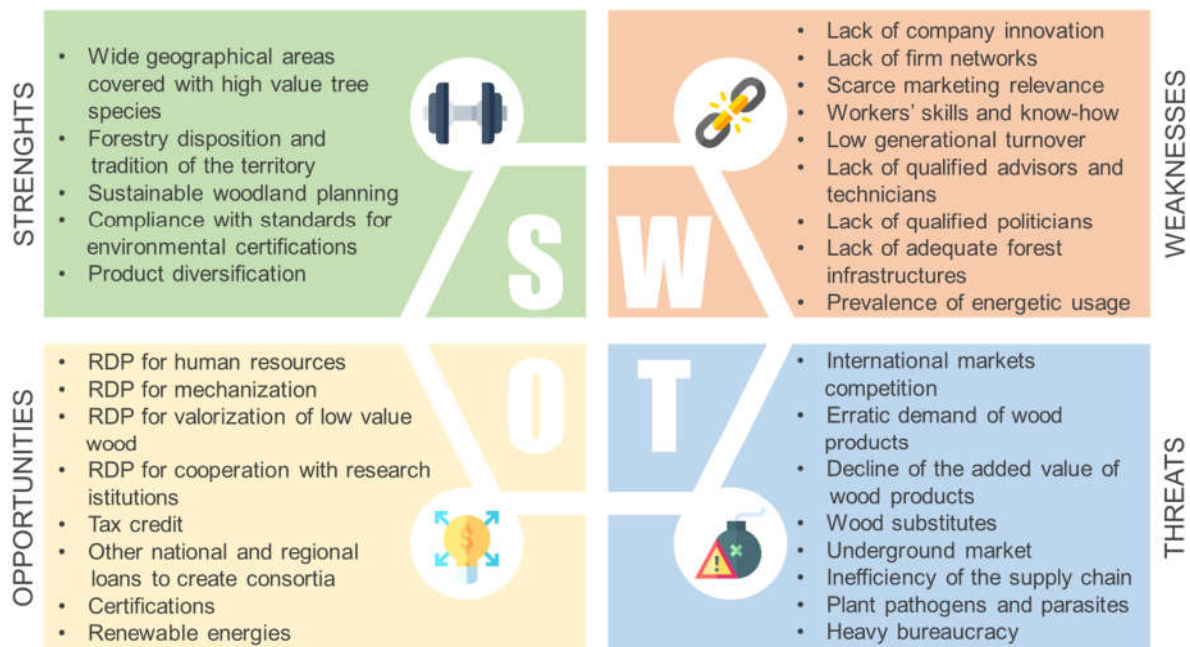 STRENGHTS
• Wide geographical areas
covered with high value tree
species
• Forestry disposition and
tradition of the territory
• Sustainable woodland planning
• Compliance with standards for
environmental certifications
• Product diversification
S
WEAKNESSES
• Lack of company innovation
• Lack of firm networks
• Scarce marketing relevance
• Workers' skills and know-how
• Low generational turnover
• Lack of qualified advisors and
technicians
• Lack of qualified politicians
• Lack of adequate forest
infrastructures
• Prevalence of energetic usage
W
OPPORTUNITIES
• RDP for human resources
• RDP for mechanization
• RDP for valorization of low value
wood
• RDP for cooperation with research
istitutions
• Tax credit
• Other national and regional
loans to create consortia
• Certifications
• Renewable energies
O
$
THREATS
• International markets
competition
• Erratic demand of wood
products
• Decline of the added value of
wood products
• Wood substitutes
• Underground market
• Inefficiency of the supply chain
• Plant pathogens and parasites
• Heavy bureaucracy
T
!